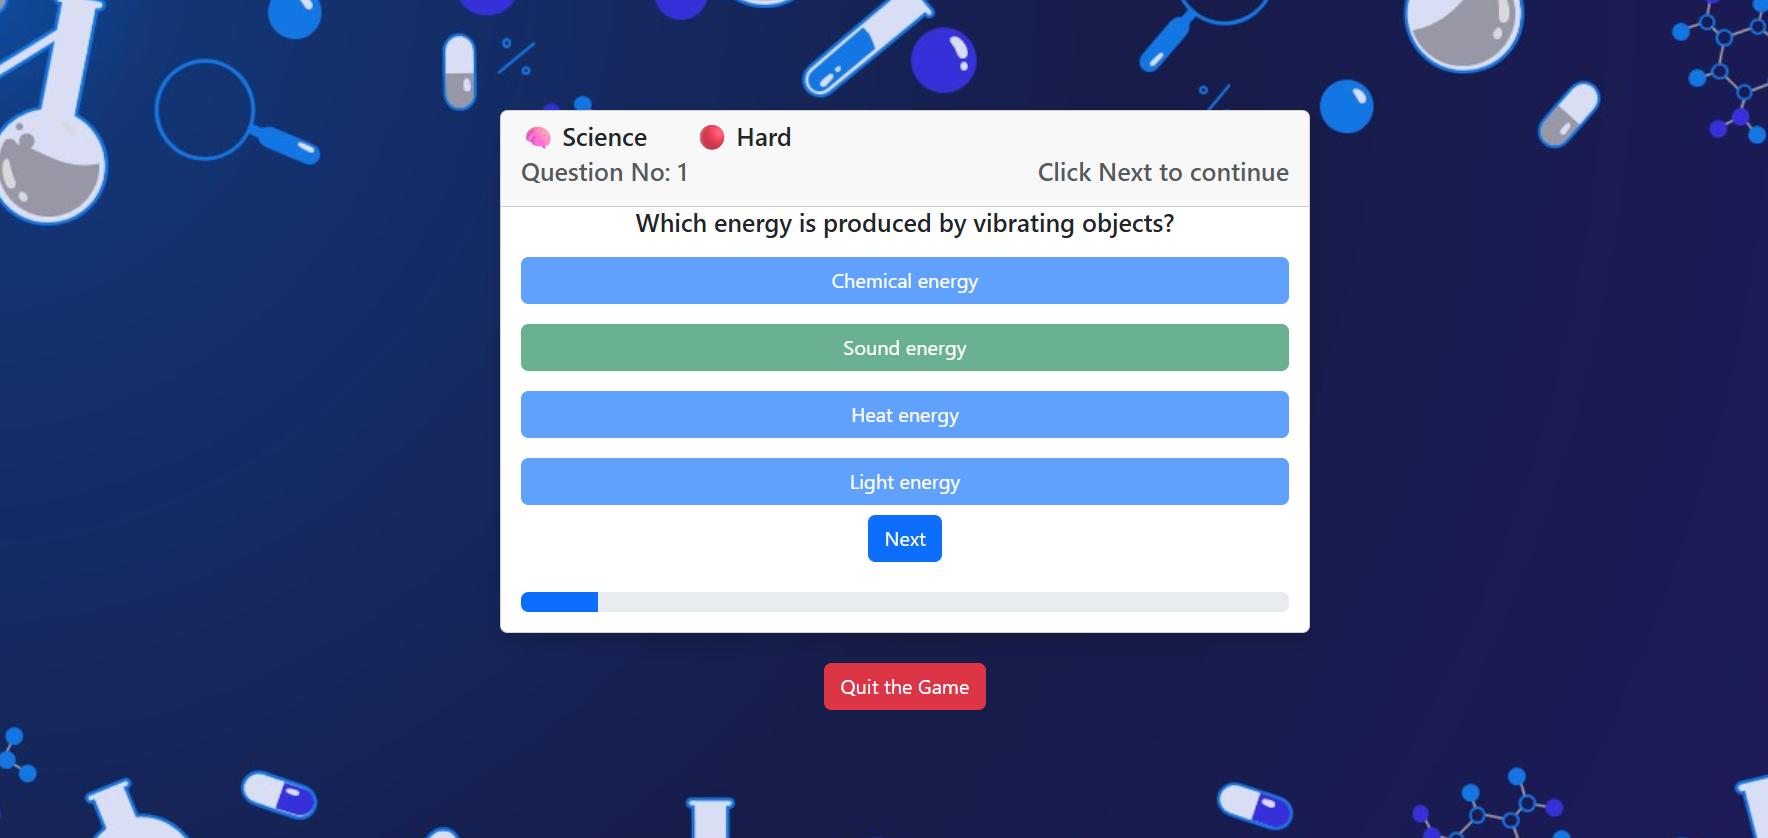 Science
Hard
Question No: 1
Click Next to continue
Which energy is produced by vibrating objects?
Chemical energy
Sound energy
Heat energy
Light energy
Next
Quit the Game